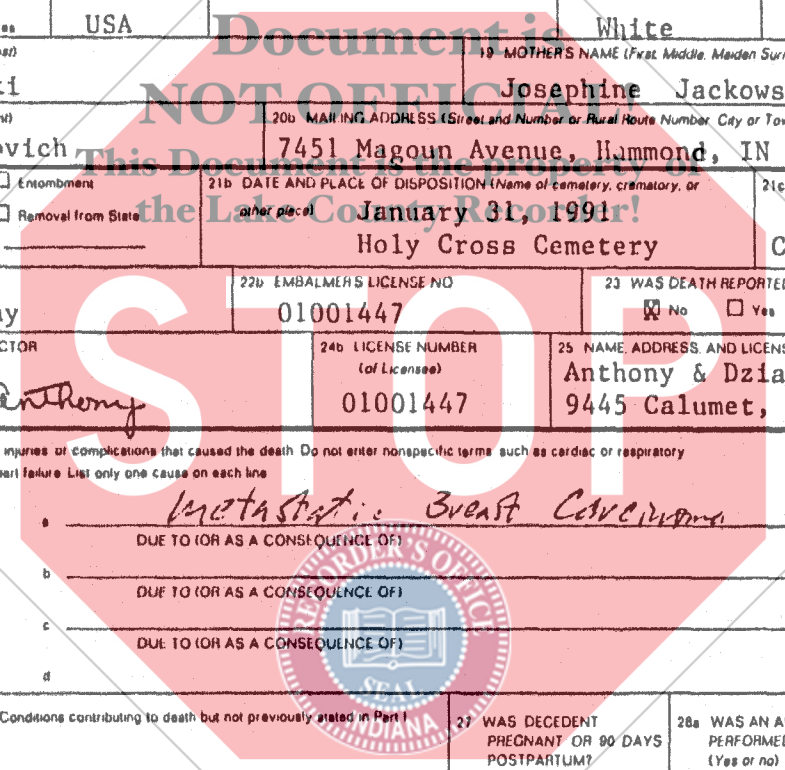 USA
White
Document is
19 MOTHER'S NAME (First, Middle, Maiden
Josephine Jackows
NOT OFFICIAL!
20b MAILING ADDRESS (Street and Number or Rural Route Number, City or
ovich
7451 Magoun Avenue, Hammond, IN
This Document is the property of
Entombment
21b DATE AND PLACE OF DISPOSITION (Name of cemetery, crematory, or
21c
Removal from State
other place)
January 31, 1991
the Lake County Recorder!
Holy Cross Cemetery
22b EMBALMERS LICENSE NO
23 WAS DEATH REPORTED
01001447
No Yes
STOP
CTOR
24b LICENSE NUMBER
25 NAME, ADDRESS, AND LICENS
(of Licensee)
Anthony & Dzia
Anthony
01001447
9445 Calumet,
injuries or complications that caused the death Do not enter nonspecific terms such as cardiac or respiratory
failure List only one cause on each line
a
Metastatic Breast Carcinoma
DUE TO (OR AS A CONSEQUENCE OF)
b
DUE TO (OR AS A CONSEQUENCE OF)
c
DUE TO (OR AS A CONSEQUENCE OF)
d
RECORDER'S OFFICE
SEAL
INDIANA
Conditions contributing to death but not previously stated in Part I
27 WAS DECEDENT
PREGNANT OR 90 DAYS
POSTPARTUM?
28a WAS AN A
PERFORMED
(Yes or no)